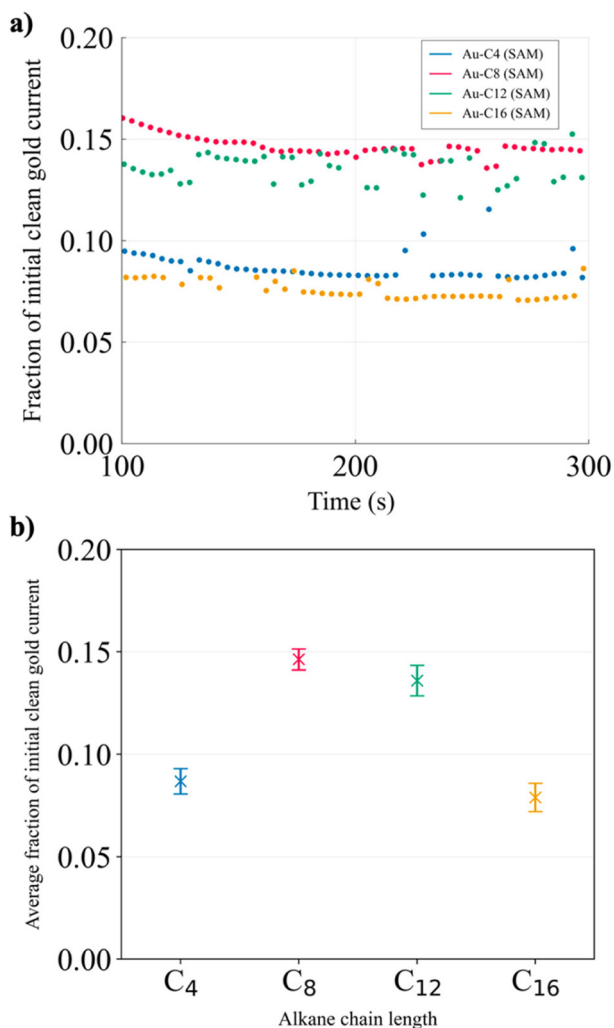 a)
Fraction of initial clean gold current
0.20
0.15
0.10
0.05
0.00
Au-C4 (SAM)
Au-C8 (SAM)
Au-C12 (SAM)
Au-C16 (SAM)
100
200
300
Time (s)
b)
Average fraction of initial clean gold current
0.20
0.15
0.10
0.05
0.00
C₄
C₈
C₁₂
C₁₆
Alkane chain length